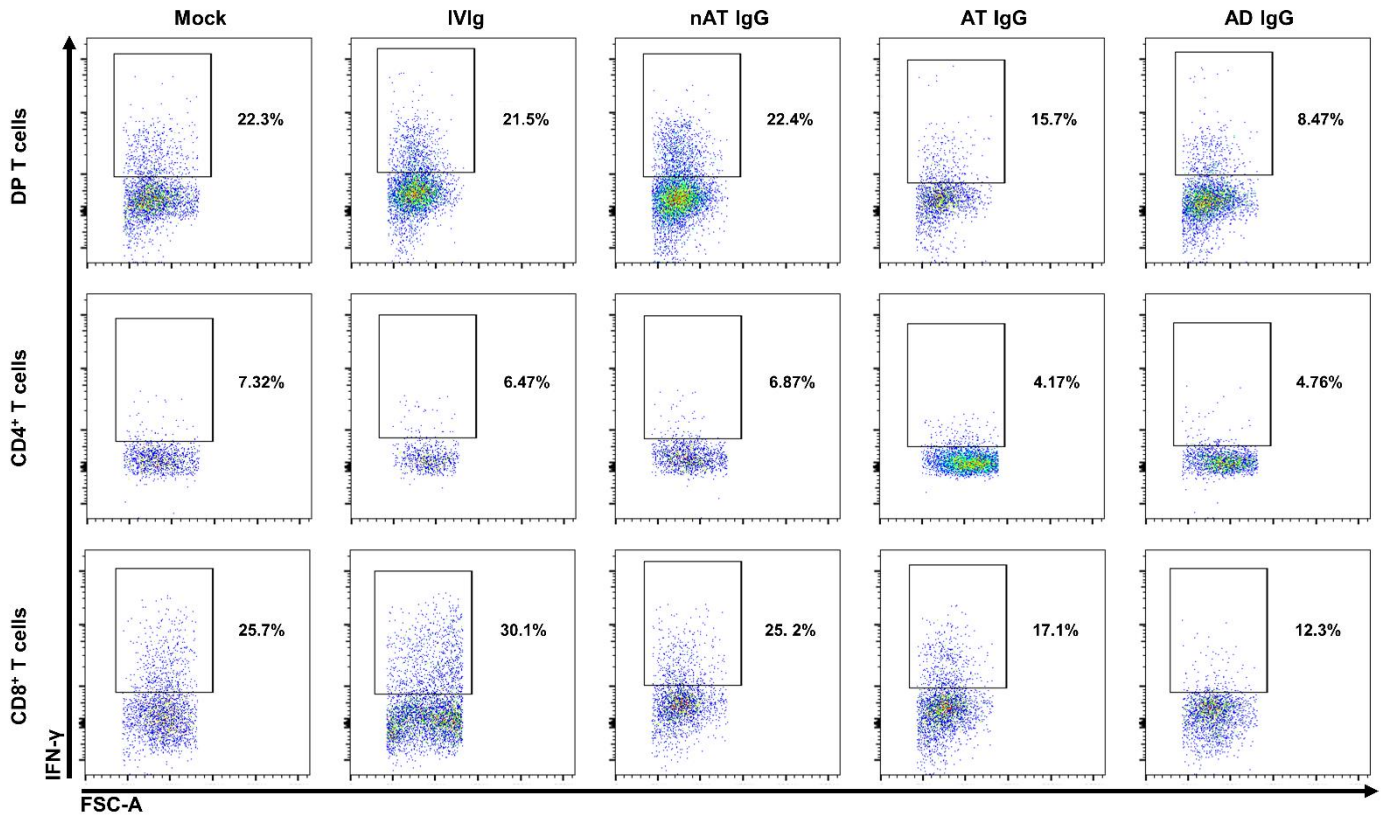 Mock IVIg nAT IgG AT IgG AD IgG
DP T cells
22.3% 21.5% 22.4% 15.7% 8.47%
CD4⁺ T cells
7.32% 6.47% 6.87% 4.17% 4.76%
CD8⁺ T cells
25.7% 30.1% 25. 2% 17.1% 12.3%
IFN-γ
FSC-A